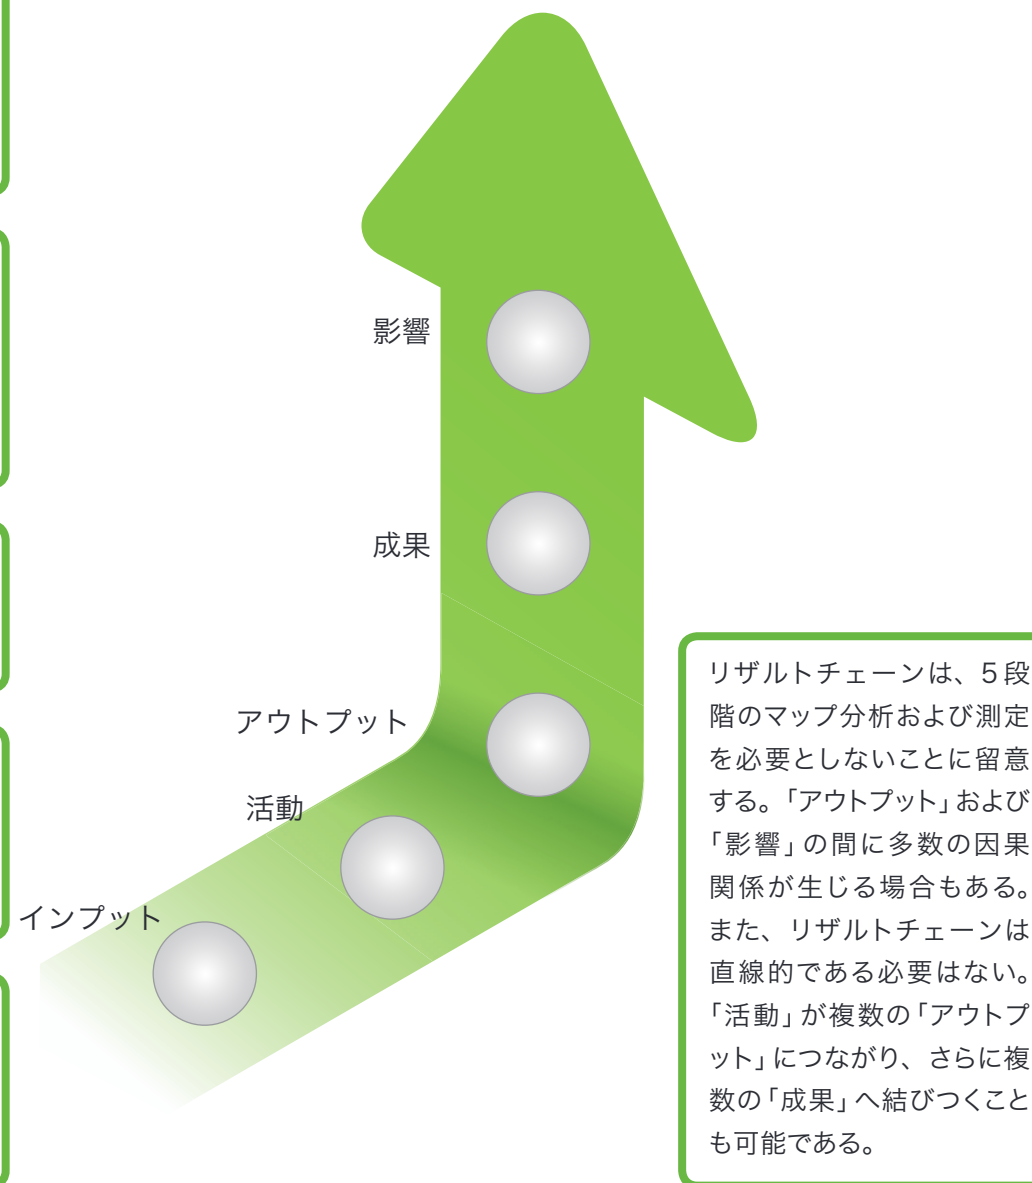 影響
成果
アウトプット
活動
インプット
リザルトチェーンは、5段
階のマップ分析および測定
を必要としないことに留意
する。「アウトプット」および
「影響」の間に多数の因果
関係が生じる場合もある。
また、リザルトチェーンは
直線的である必要はない。
「活動」が複数の「アウトプ
ット」につながり、さらに複
数の「成果」へ結びつくこと
も可能である。